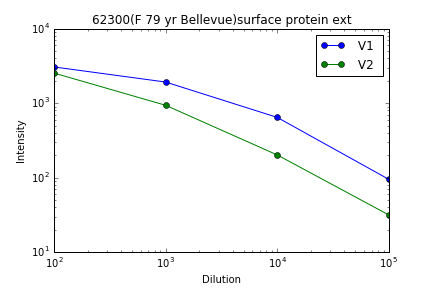 62300(F 79 yr Bellevue)surface protein ext
10^4
10^3
10^2
10^1
Intensity
V1
V2
10^2 10^3 10^4 10^5
Dilution